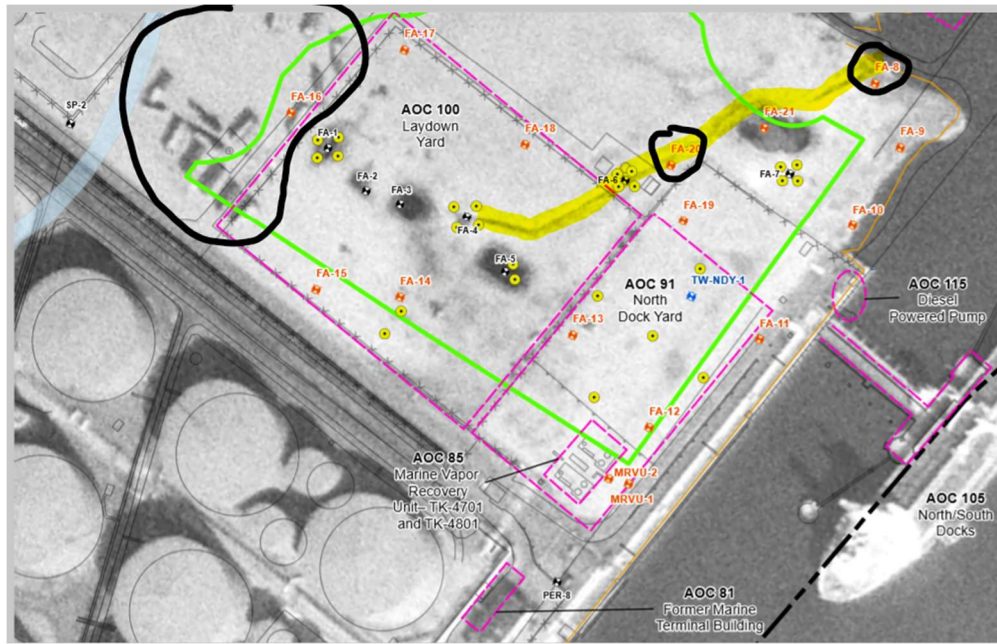 FA-17
FA-8
SP-2
FA-16
AOC 100
Laydown
Yard
FA-21
FA-1
FA-18
FA-9
FA-20
FA-7
FA-6
FA-2
FA-3
FA-4
FA-19
FA-10
FA-5
FA-15
FA-14
AOC 91
North
Dock Yard
TW-NDY-1
AOC 115
Diesel
Powered Pump
FA-13
FA-11
FA-12
AOC 85
Marine Vapor
Recovery
Unit– TK-4701
and TK-4801
MRVU-2
MRVU-1
AOC 105
North/South
Docks
PER-8
AOC 81
Former Marine
Terminal Building